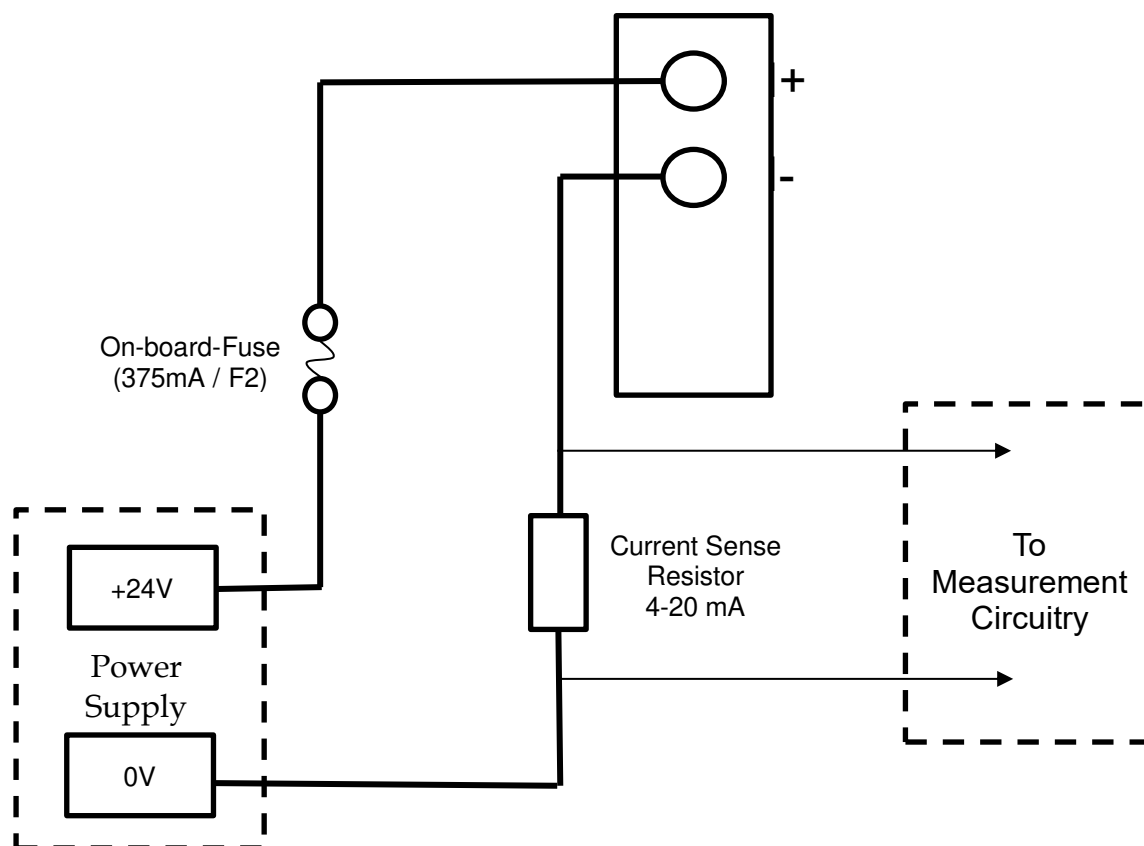 +
-
On-board-Fuse
(375mA / F2)
Current Sense
Resistor
4-20 mA
To
Measurement
Circuitry
+24V
Power
Supply
0V